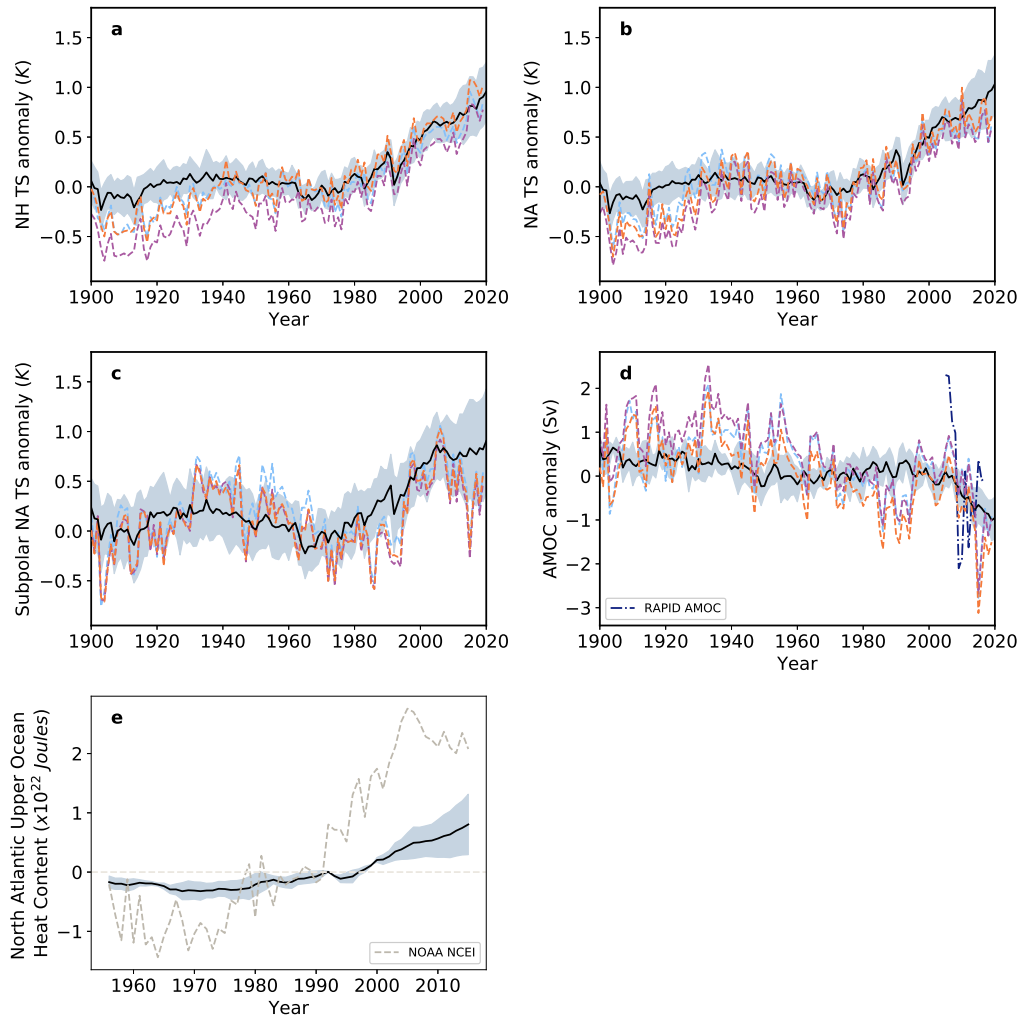 a
1.5
1.0
0.5
0.0
−0.5
NH TS anomaly (K)
1900 1920 1940 1960 1980 2000 2020
Year
b
1.5
1.0
0.5
0.0
−0.5
NA TS anomaly (K)
1900 1920 1940 1960 1980 2000 2020
Year
c
1.5
1.0
0.5
0.0
−0.5
Subpolar NA TS anomaly (K)
1900 1920 1940 1960 1980 2000 2020
d
2
1
0
−1
−2
−3
AMOC anomaly (Sv)
RAPID AMOC
1900 1920 1940 1960 1980 2000 2020
Year
e
2
1
0
−1
North Atlantic Upper Ocean
Heat Content (x10²² Joules)
NOAA NCEI
1960 1970 1980 1990 2000 2010
Year